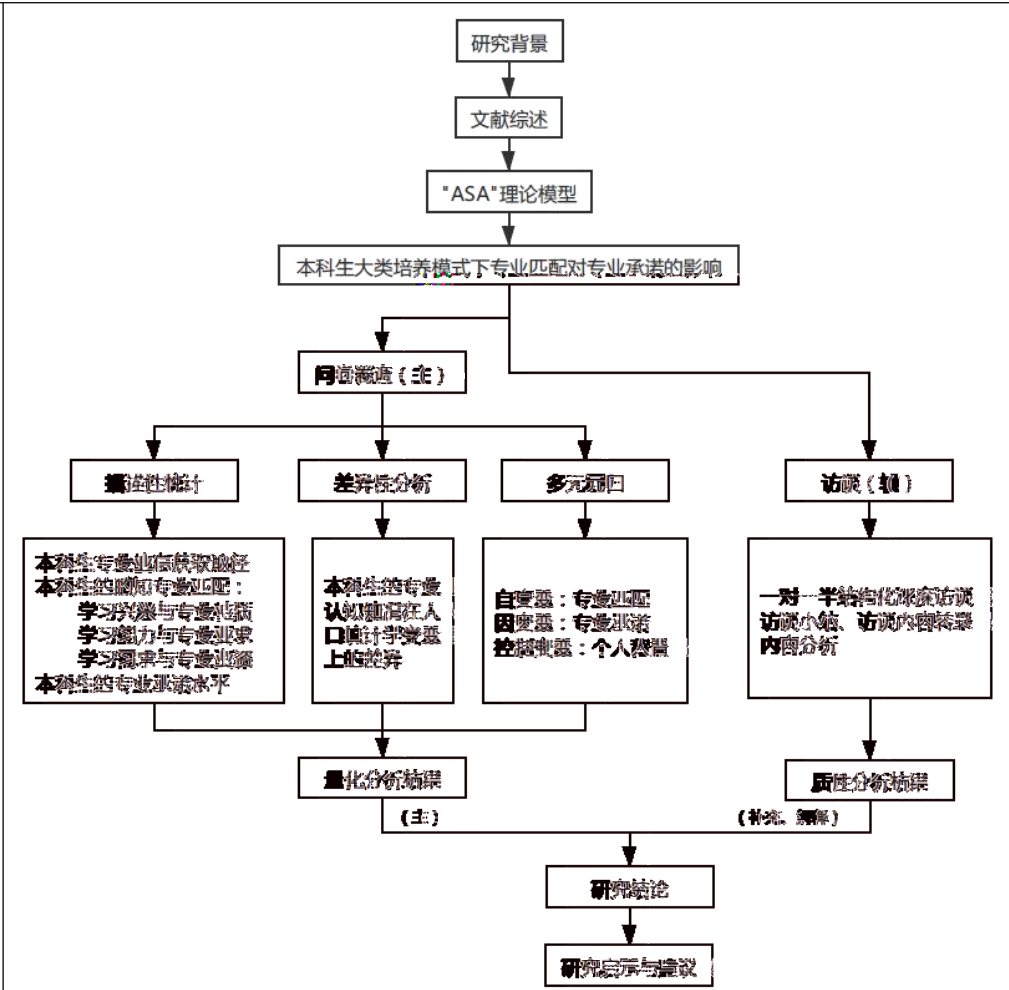 研究背景
文献综述
"ASA"理论模型
本科生大类培养模式下专业匹配对专业承诺的影响
问卷调查（主）
描述性统计
差异性分析
多元回归
访谈（辅）
本科生专业信息获取途径
本科生的感知专业匹配：
学习兴趣与专业
学习能力与专业要求
学习需求与专业
本科生的专业承诺水平
本科生的专业
认知情况在人
口统计学变量
上的差异
自变量：专业匹配
因变量：专业承诺
控制变量：个人背景
一对一半结构化深度访谈
访谈小结、访谈内容转录
内容分析
量化分析结果
质性分析结果
（主）
（补充、解释）
研究结论
研究启示与建议